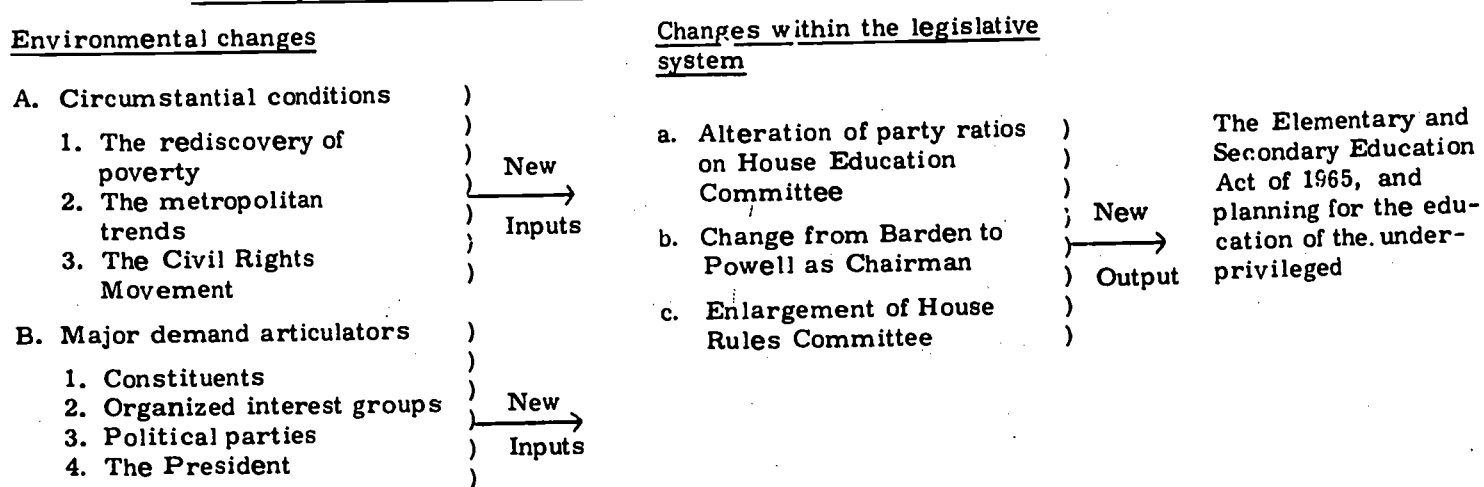 Environmental changes
A. Circumstantial conditions
1. The rediscovery of
poverty
2. The metropolitan
trends
3. The Civil Rights
Movement
New
Inputs
B. Major demand articulators
1. Constituents
2. Organized interest groups
3. Political parties
4. The President
New
Inputs
Changes within the legislative
system
a. Alteration of party ratios
on House Education
Committee
b. Change from Barden to
Powell as Chairman
c. Enlargement of House
Rules Committee
New
Output
The Elementary and
Secondary Education
Act of 1965, and
planning for the edu-
cation of the. under-
privileged